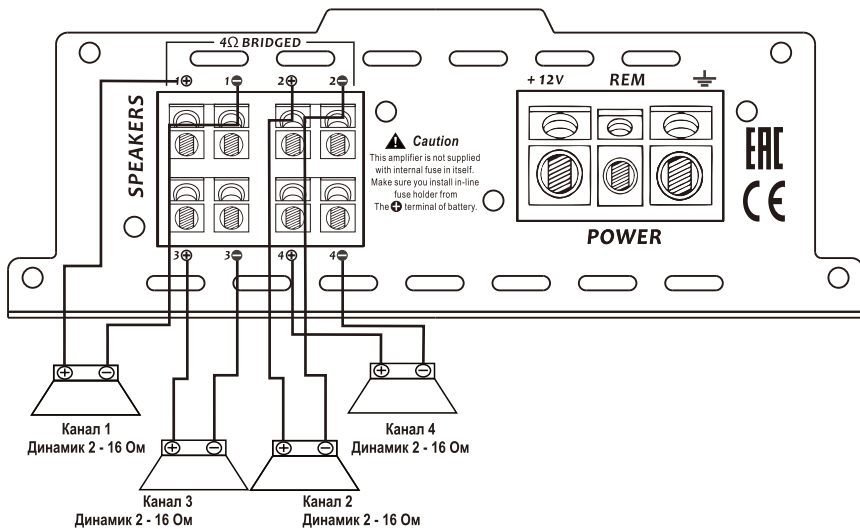 4Ω BRIDGED
1⊕ 1⊖ 2⊕ 2⊖
SPEAKERS
Caution
This amplifier is not supplied
with internal fuse in itself.
Make sure you install in-line
fuse holder from
The ⊕ terminal of battery.
+ 12V REM
POWER
EAC
CE
3⊕ 3⊖ 4⊕ 4⊖
Канал 1
Динамик 2 - 16 Ом
Канал 4
Динамик 2 - 16 Ом
Канал 3
Динамик 2 - 16 Ом
Канал 2
Динамик 2 - 16 Ом